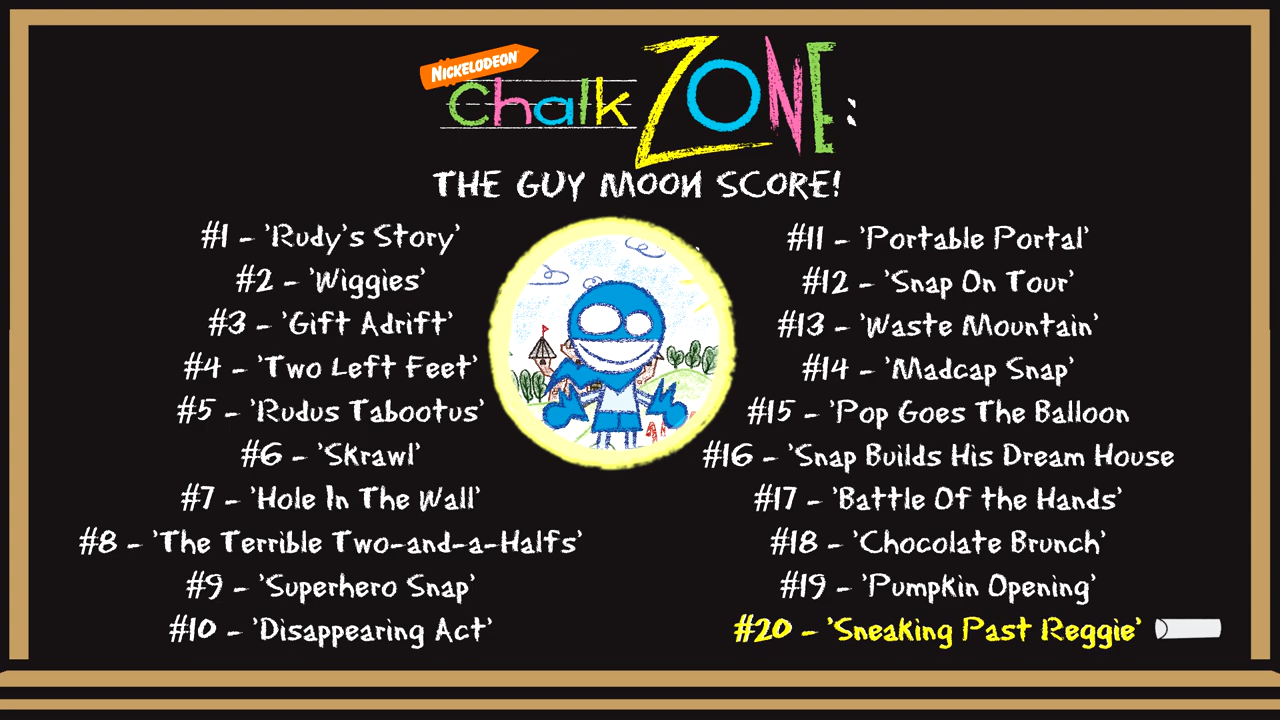 NICKELODEON
chalk ZONE:
THE GUY MOON SCORE!
#1 - 'Rudy's Story'
#2 - 'Wiggies'
#3 - 'Gift Adrift'
#4 - 'Two Left Feet'
#5 - 'Rudus Tabootus'
#6 - 'Skrawl'
#7 - 'Hole In The Wall'
#8 - 'The Terrible Two-and-a-Halfs'
#9 - 'Superhero Snap'
#10 - 'Disappearing Act'
#11 - 'Portable Portal'
#12 - 'Snap On Tour'
#13 - 'Waste Mountain'
#14 - 'Madcap Snap'
#15 - 'Pop Goes The Balloon
#16 - 'Snap Builds His Dream House
#17 - 'Battle Of the Hands'
#18 - 'Chocolate Brunch'
#19 - 'Pumpkin Opening'
#20 - 'Sneaking Past Reggie'